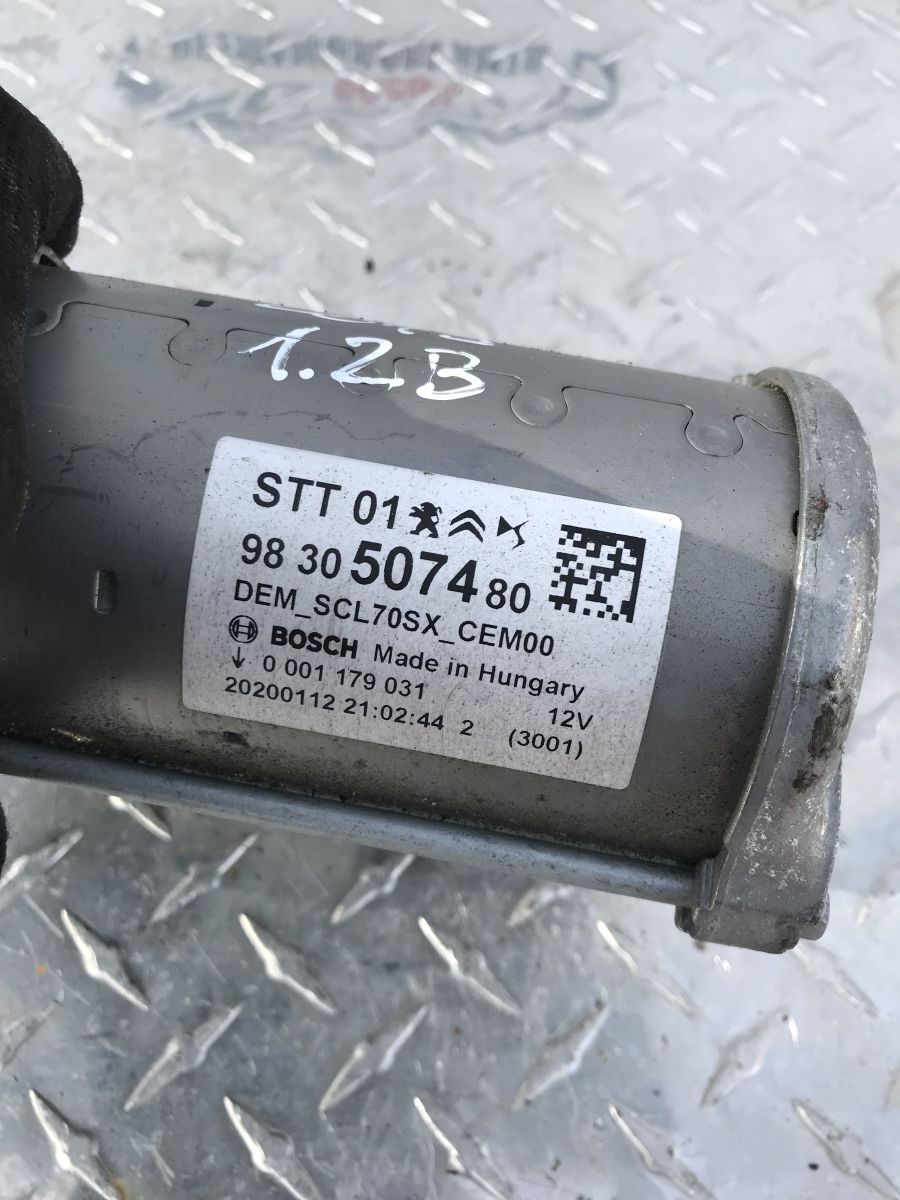 1.2B
STT 01
98 30 5074 80
DEM_SCL70SX_CEM00
BOSCH Made in Hungary
↓ 0 001 179 031 12V
20200112 21:02:44 2 (3001)